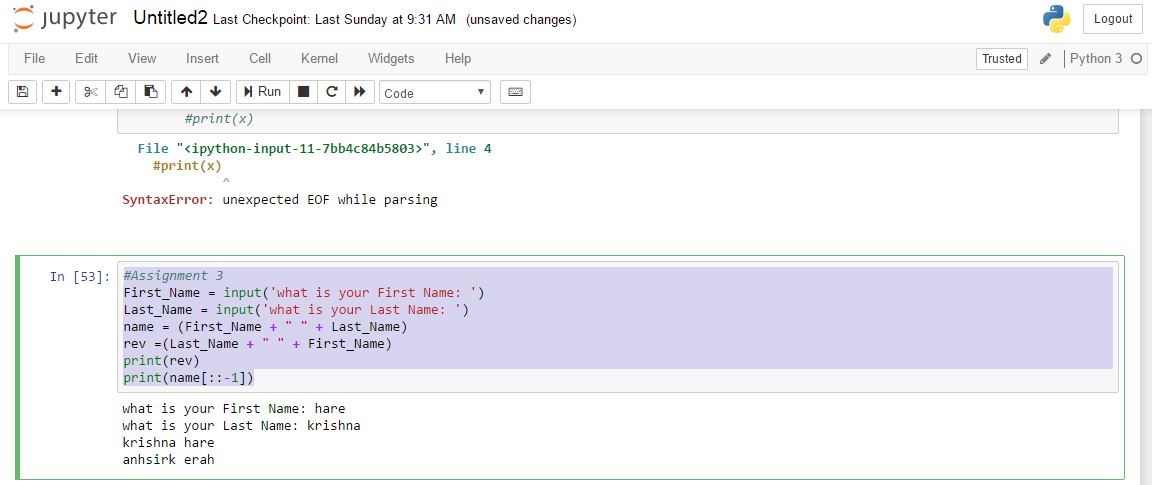 jupyter Untitled2 Last Checkpoint: Last Sunday at 9:31 AM (unsaved changes) Logout
File Edit View Insert Cell Kernel Widgets Help Trusted Python 3
Run Code
#print(x)
File "<ipython-input-11-7bb4c84b5803>", line 4
#print(x)
^
SyntaxError: unexpected EOF while parsing
In [53]: #Assignment 3
First_Name = input('what is your First Name: ')
Last_Name = input('what is your Last Name: ')
name = (First_Name + " " + Last_Name)
rev =(Last_Name + " " + First_Name)
print(rev)
print(name[::-1])
what is your First Name: hare
what is your Last Name: krishna
krishna hare
anhsirk erah